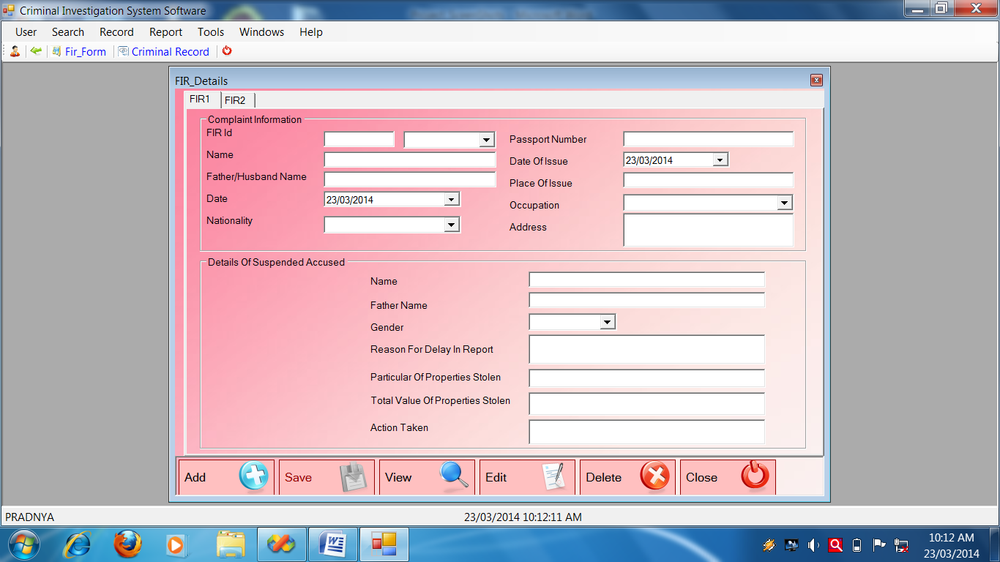 Criminal Investigation System Software
User Search Record Report Tools Windows Help
Fir_Form Criminal Record
FIR_Details
FIR1 FIR2
Complaint Information
FIR Id
Name
Father/Husband Name
Date 23/03/2014
Nationality
Passport Number
Date Of Issue 23/03/2014
Place Of Issue
Occupation
Address
Details Of Suspended Accused
Name
Father Name
Gender
Reason For Delay In Report
Particular Of Properties Stolen
Total Value Of Properties Stolen
Action Taken
Add Save View Edit Delete Close
PRADNYA 23/03/2014 10:12:11 AM
10:12 AM
23/03/2014